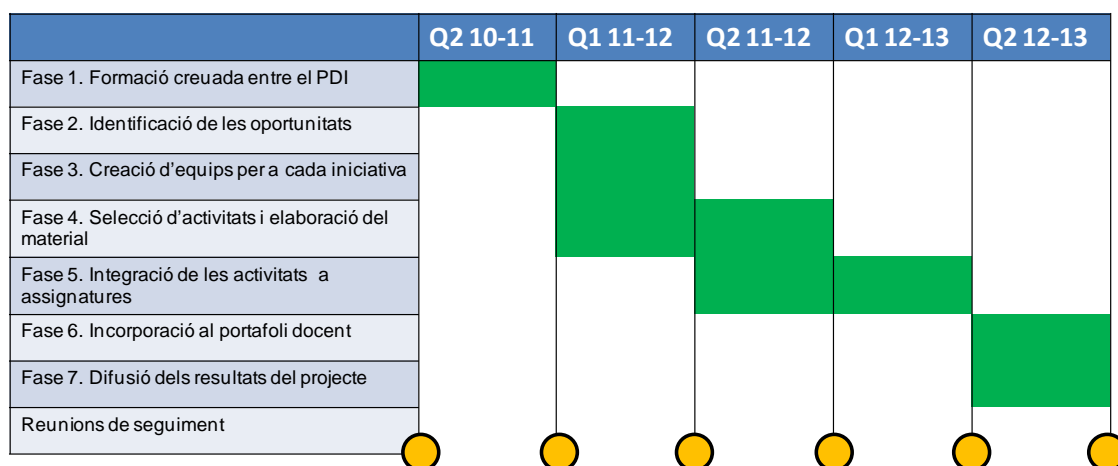 Q2 10-11 Q1 11-12 Q2 11-12 Q1 12-13 Q2 12-13
Fase 1. Formació creuada entre el PDI
Fase 2. Identificació de les oportunitats
Fase 3. Creació d'equips per a cada iniciativa
Fase 4. Selecció d'activitats i elaboració del
material
Fase 5. Integració de les activitats a
assignatures
Fase 6. Incorporació al portafoli docent
Fase 7. Difusió dels resultats del projecte
Reunions de seguiment